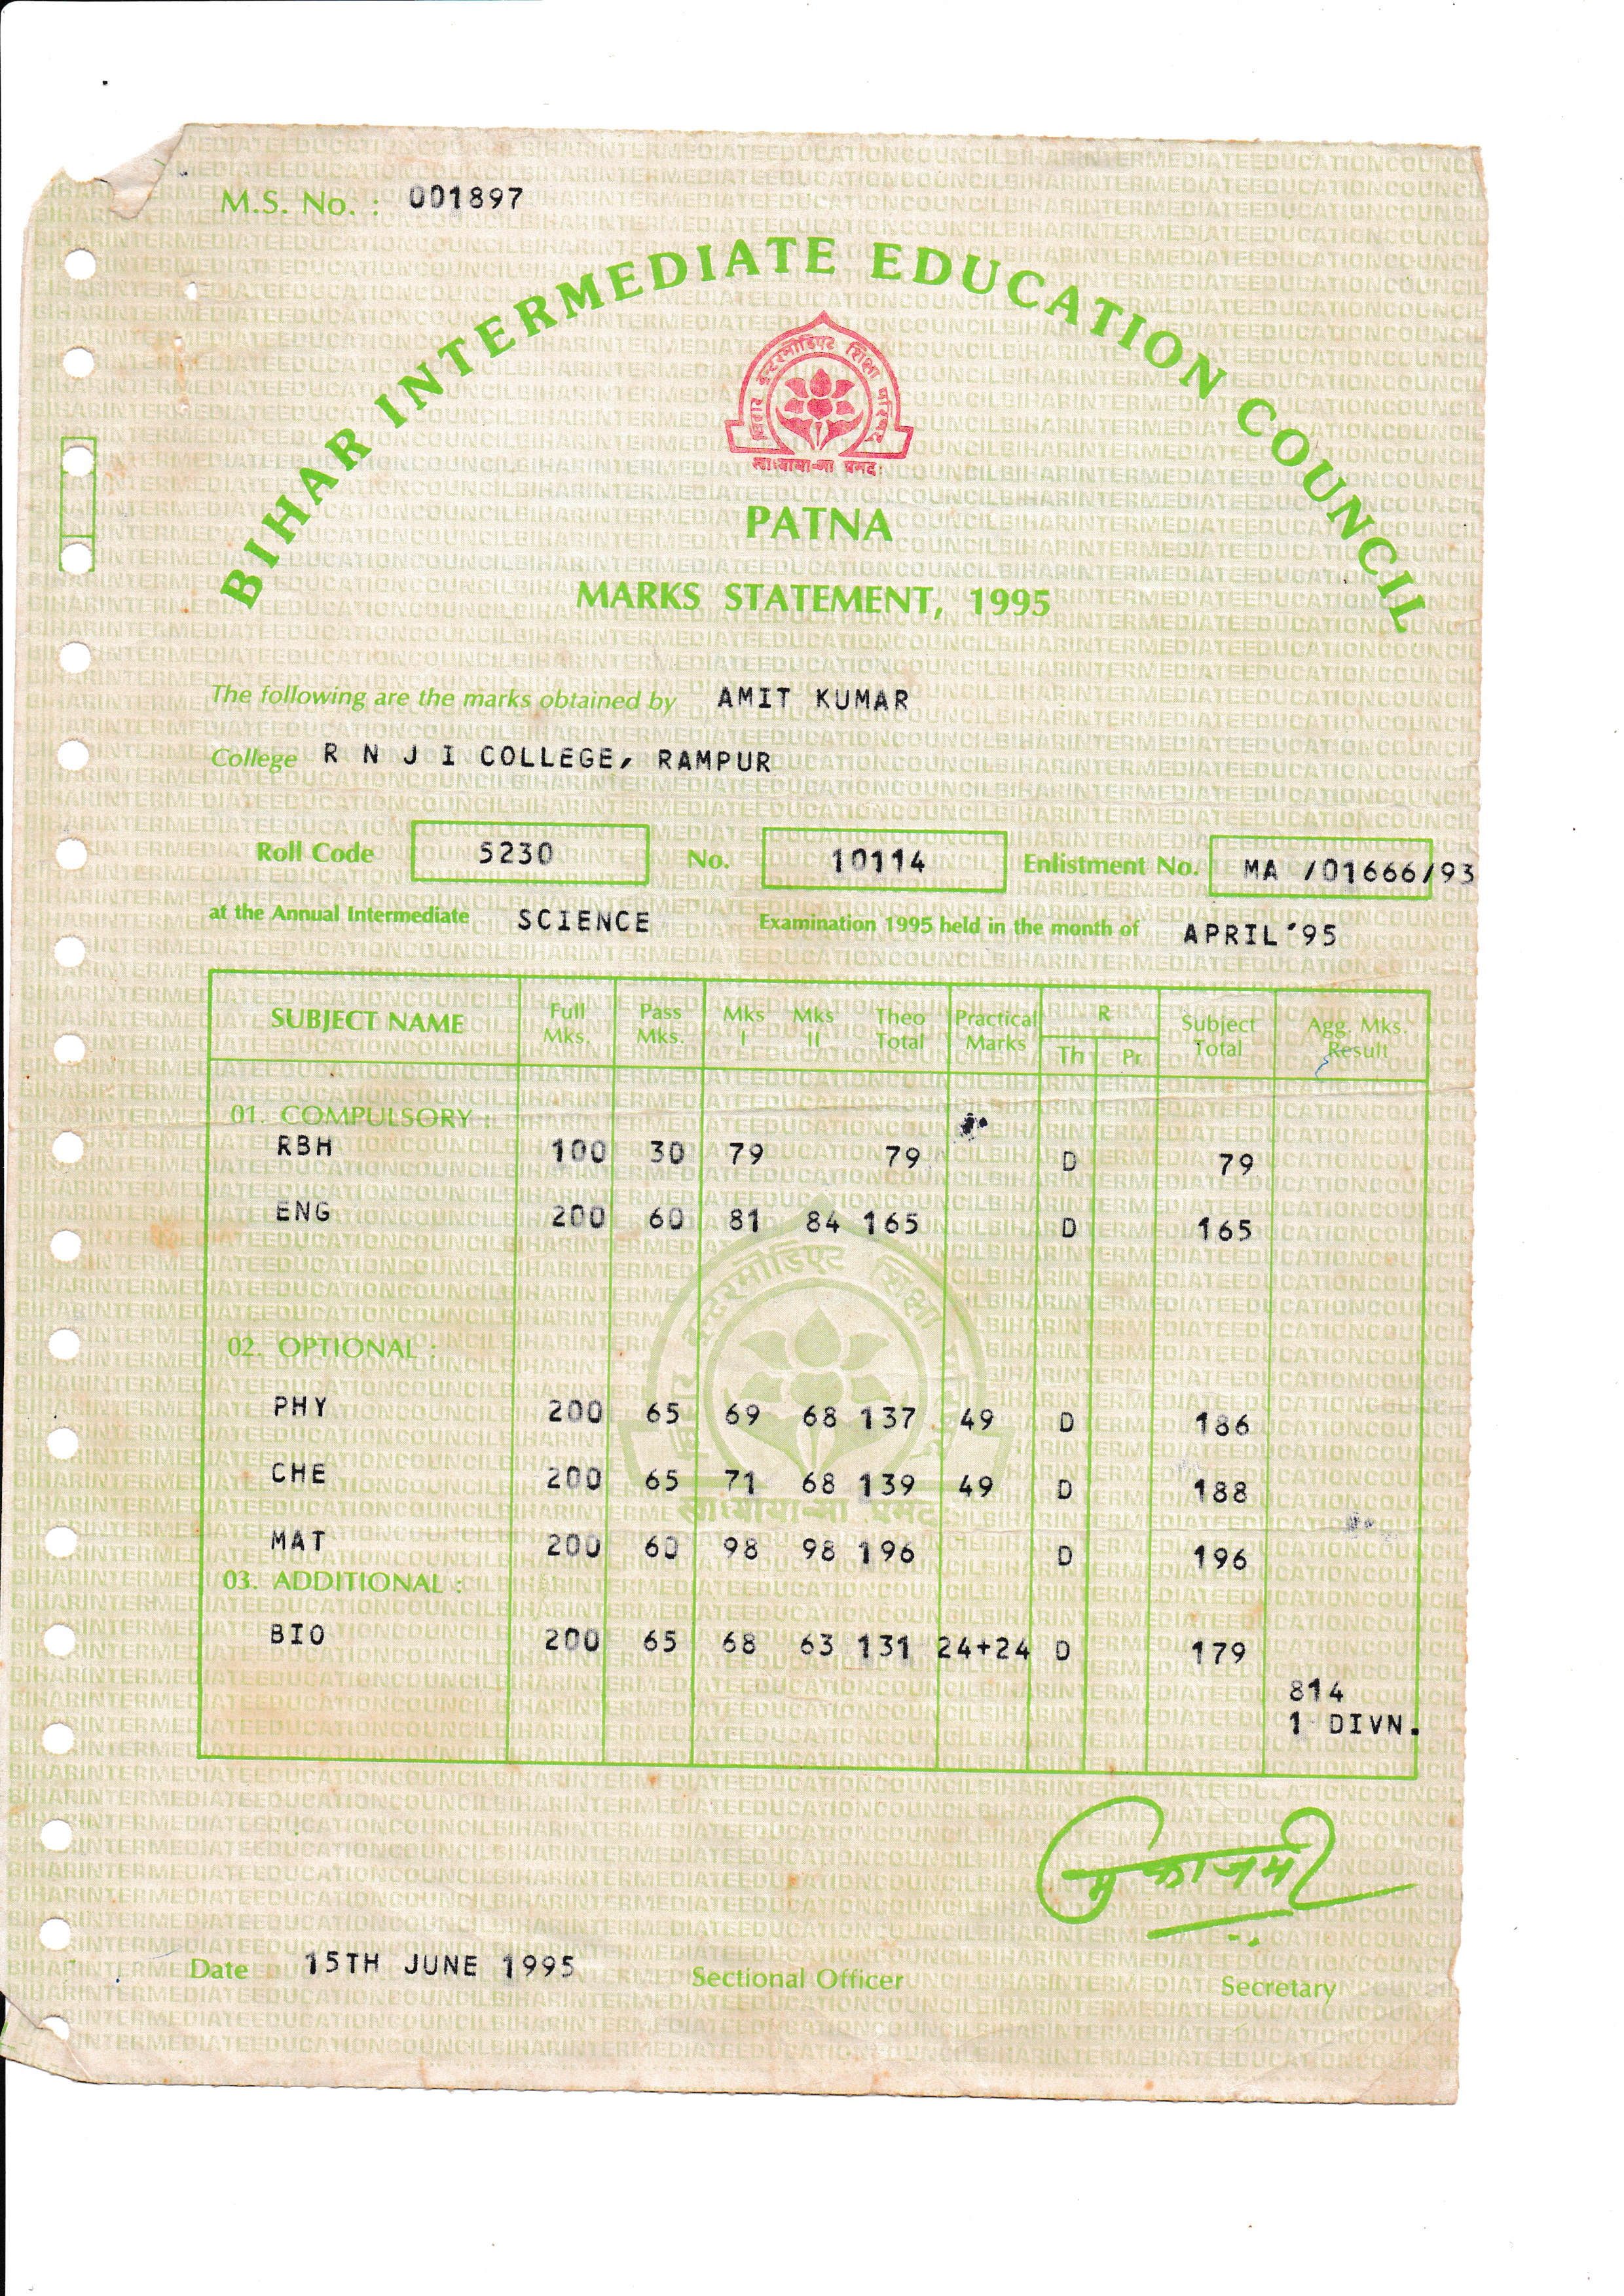 M.S. No. : 001897
BIHAR INTERMEDIATE EDUCATION COUNCIL
बिहार इन्टरमीडिएट शिक्षा परिषद
PATNA
MARKS STATEMENT, 1995
The following are the marks obtained by AMIT KUMAR
College R N J I COLLEGE, RAMPUR
Roll Code 5230 No. 10114 Enlistment No. MA /01666/93
at the Annual Intermediate SCIENCE Examination 1995 held in the month of APRIL'95
SUBJECT NAME Full Mks. Pass Mks. Mks I Mks II Theo Total Practical Marks R Th Pr Subject Total Agg. Mks. Result
01. COMPULSORY :
RBH 100 30 79 79 D 79
ENG 200 60 81 84 165 D 165
02. OPTIONAL :
PHY 200 65 69 68 137 49 D 186
CHE 200 65 71 68 139 49 D 188
MAT 200 60 98 98 196 D 196
03. ADDITIONAL :
BIO 200 65 68 63 131 24+24 D 179
814
1 DIVN.
Date 15TH JUNE 1995 Sectional Officer Secretary